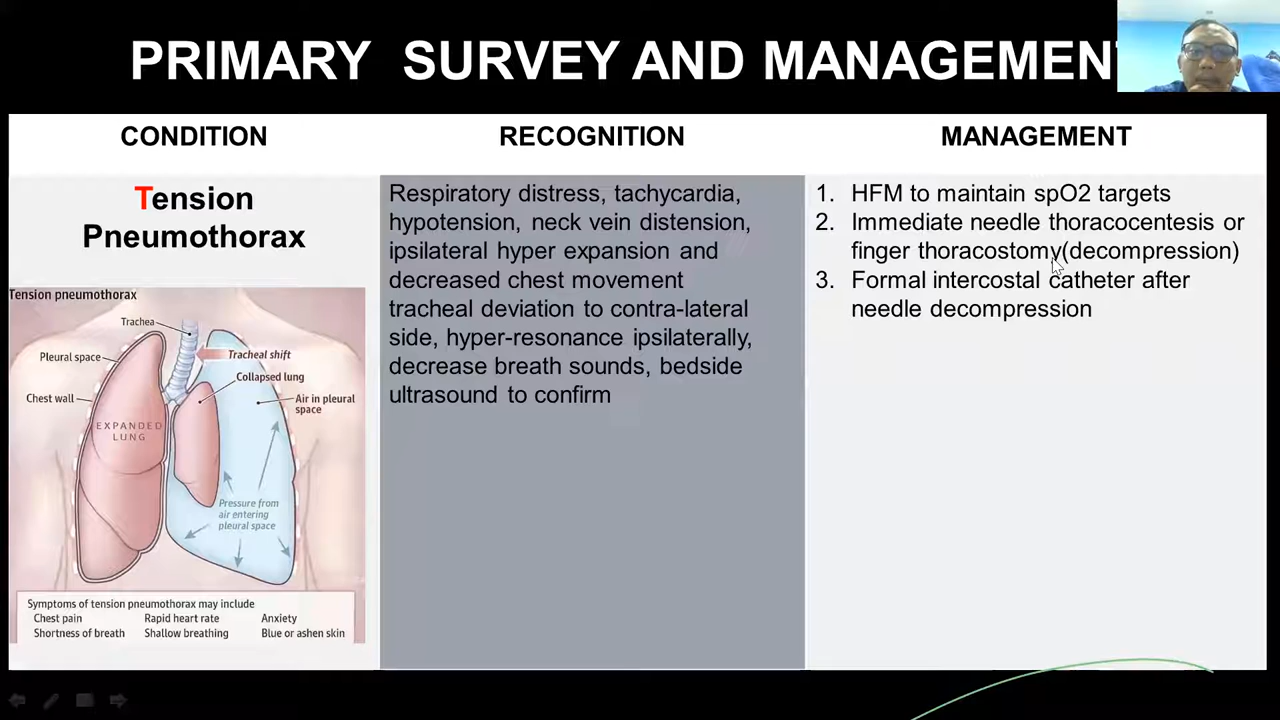 PRIMARY SURVEY AND MANAGEMEN
CONDITION
RECOGNITION
MANAGEMENT
Tension
Pneumothorax
Tension pneumothorax
Trachea
Pleural space
Tracheal shift
Collapsed lung
Chest wall
Air in pleural
space
EXPANDED
LUNG
Pressure from
air entering
pleural space
Symptoms of tension pneumothorax may include
Chest pain Rapid heart rate Anxiety
Shortness of breath Shallow breathing Blue or ashen skin
Respiratory distress, tachycardia,
hypotension, neck vein distension,
ipsilateral hyper expansion and
decreased chest movement
tracheal deviation to contra-lateral
side, hyper-resonance ipsilaterally,
decrease breath sounds, bedside
ultrasound to confirm
1. HFM to maintain spO2 targets
2. Immediate needle thoracocentesis or
finger thoracostomy(decompression)
3. Formal intercostal catheter after
needle decompression